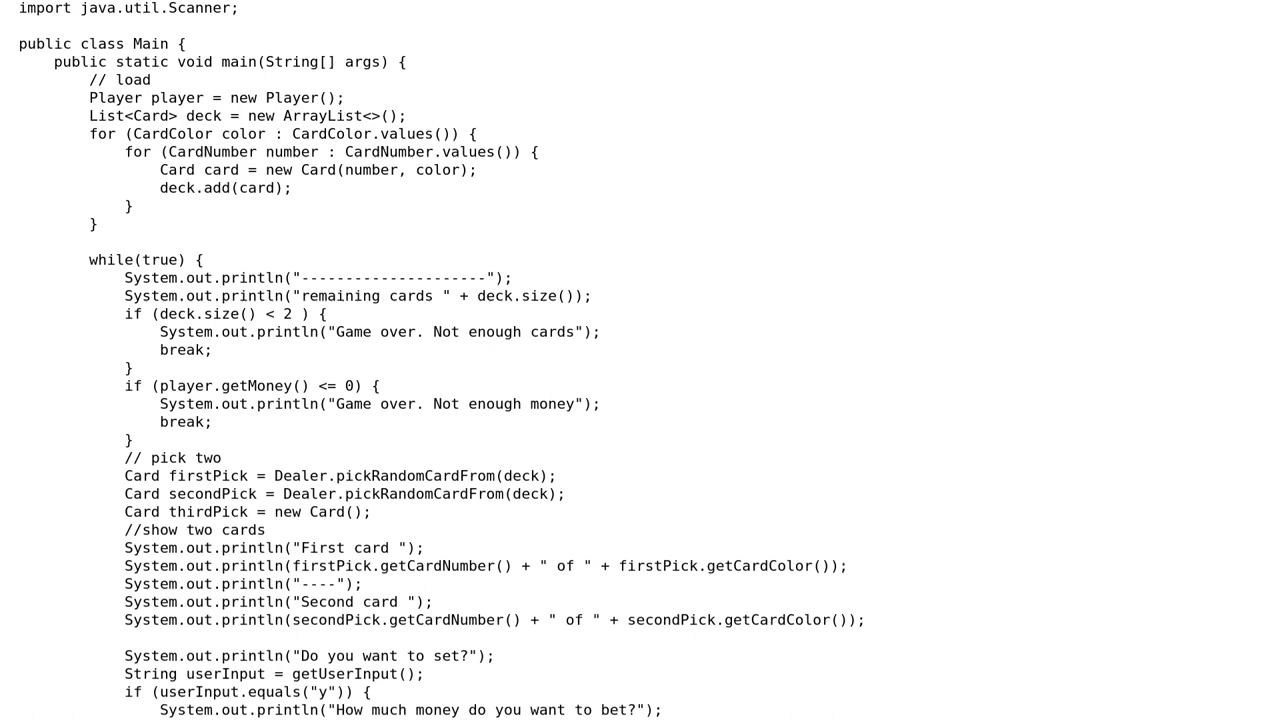 import java.util.Scanner;

public class Main {
    public static void main(String[] args) {
        // load
        Player player = new Player();
        List<Card> deck = new ArrayList<>();
        for (CardColor color : CardColor.values()) {
            for (CardNumber number : CardNumber.values()) {
                Card card = new Card(number, color);
                deck.add(card);
            }
        }

        while(true) {
            System.out.println("---------------------");
            System.out.println("remaining cards " + deck.size());
            if (deck.size() < 2 ) {
                System.out.println("Game over. Not enough cards");
                break;
            }
            if (player.getMoney() <= 0) {
                System.out.println("Game over. Not enough money");
                break;
            }
            // pick two
            Card firstPick = Dealer.pickRandomCardFrom(deck);
            Card secondPick = Dealer.pickRandomCardFrom(deck);
            Card thirdPick = new Card();
            //show two cards
            System.out.println("First card ");
            System.out.println(firstPick.getCardNumber() + " of " + firstPick.getCardColor());
            System.out.println("----");
            System.out.println("Second card ");
            System.out.println(secondPick.getCardNumber() + " of " + secondPick.getCardColor());

            System.out.println("Do you want to set?");
            String userInput = getUserInput();
            if (userInput.equals("y")) {
                System.out.println("How much money do you want to bet?");